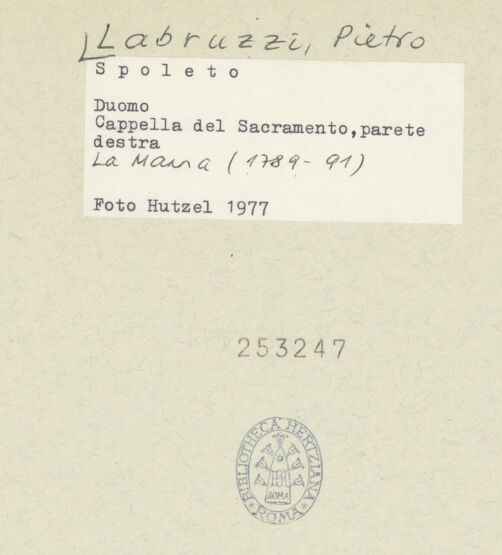 Labruzzi, Pietro
Spoleto
Duomo
Cappella del Sacramento, parete
destra
La Manna (1789-91)
Foto Hutzel 1977
253247
BIBLIOTHECA HERTZIANA
ROMA
ROMA